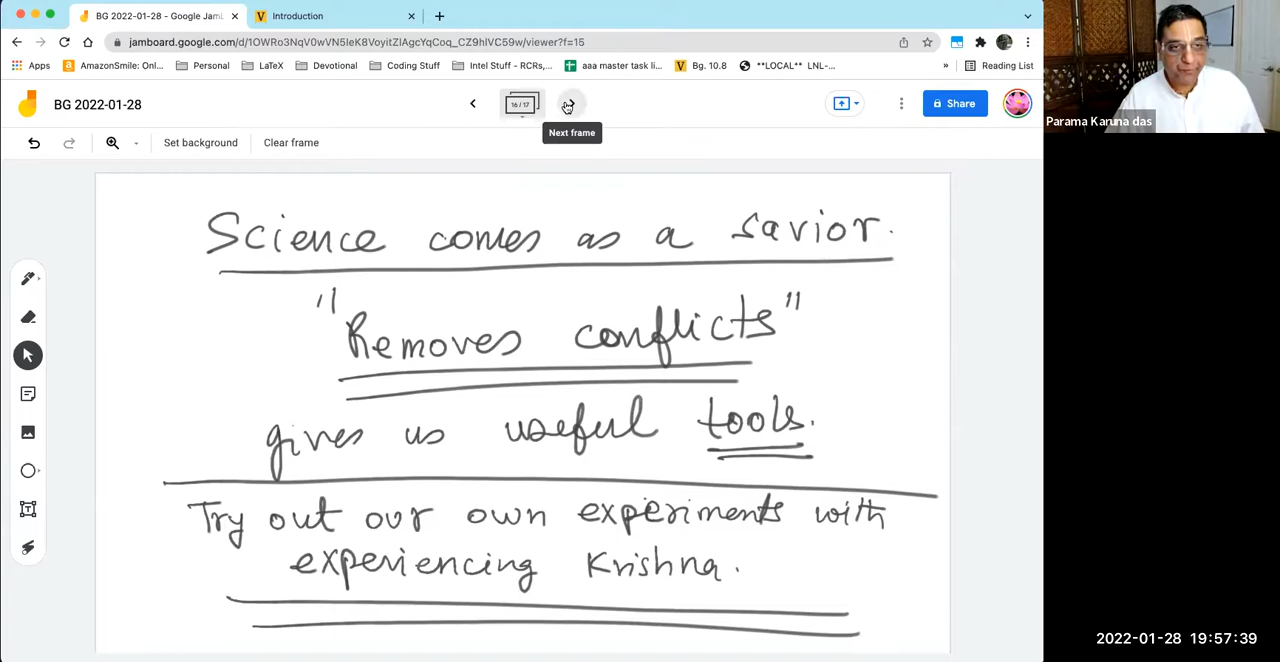 BG 2022-01-28 - Google Jam
Introduction
jamboard.google.com/d/1OWRo3NqV0wVN5IeK8VoyitZlAgcYqCoq_CZ9hIVC59w/viewer?f=15
Apps AmazonSmile: Onl... Personal LaTeX Devotional Coding Stuff Intel Stuff - RCRs,... aaa master task li... Bg. 10.8 **LOCAL** LNL-... » Reading List
BG 2022-01-28 16 / 17 Share
Parama Karuna das
Next frame
Set background Clear frame
Science comes as a savior.
"Removes conflicts"
gives us useful tools.
Try out our own experiments with
experiencing Krishna.
2022-01-28 19:57:39